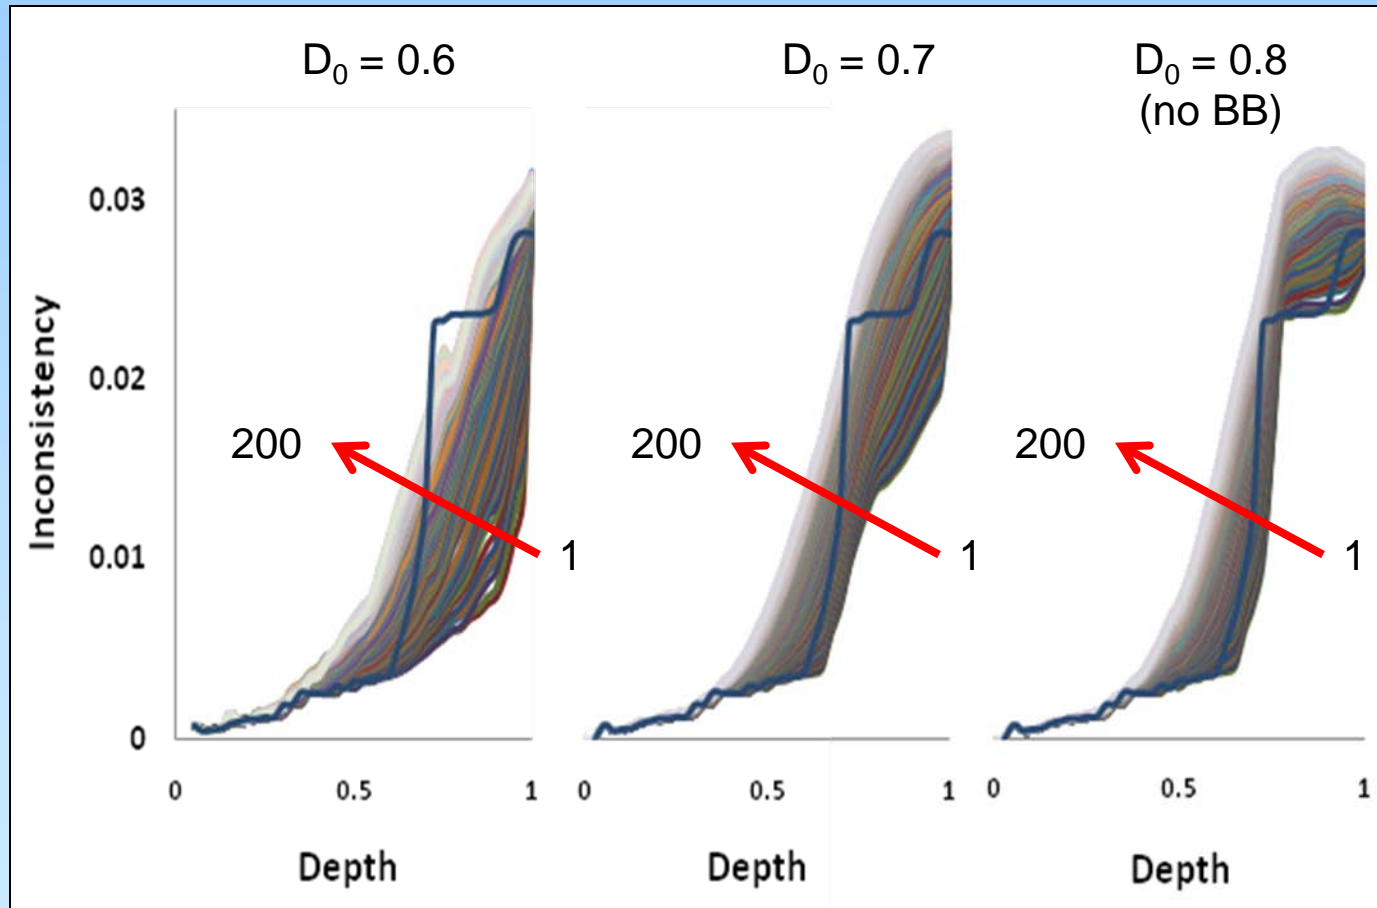 D₀ = 0.6
D₀ = 0.7
D₀ = 0.8
(no BB)
Inconsistency
0.03
0.02
0.01
0
200
1
200
1
200
1
0
0.5
1
0
0.5
1
0
0.5
1
Depth
Depth
Depth